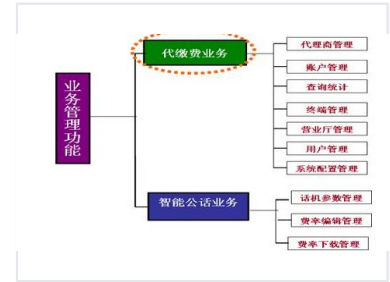 业务管理功能
代缴费业务
代理商管理
账户管理
查询统计
终端管理
营业厅管理
用户管理
系统配置管理
智能公话业务
话机参数管理
费率编辑管理
费率下载管理